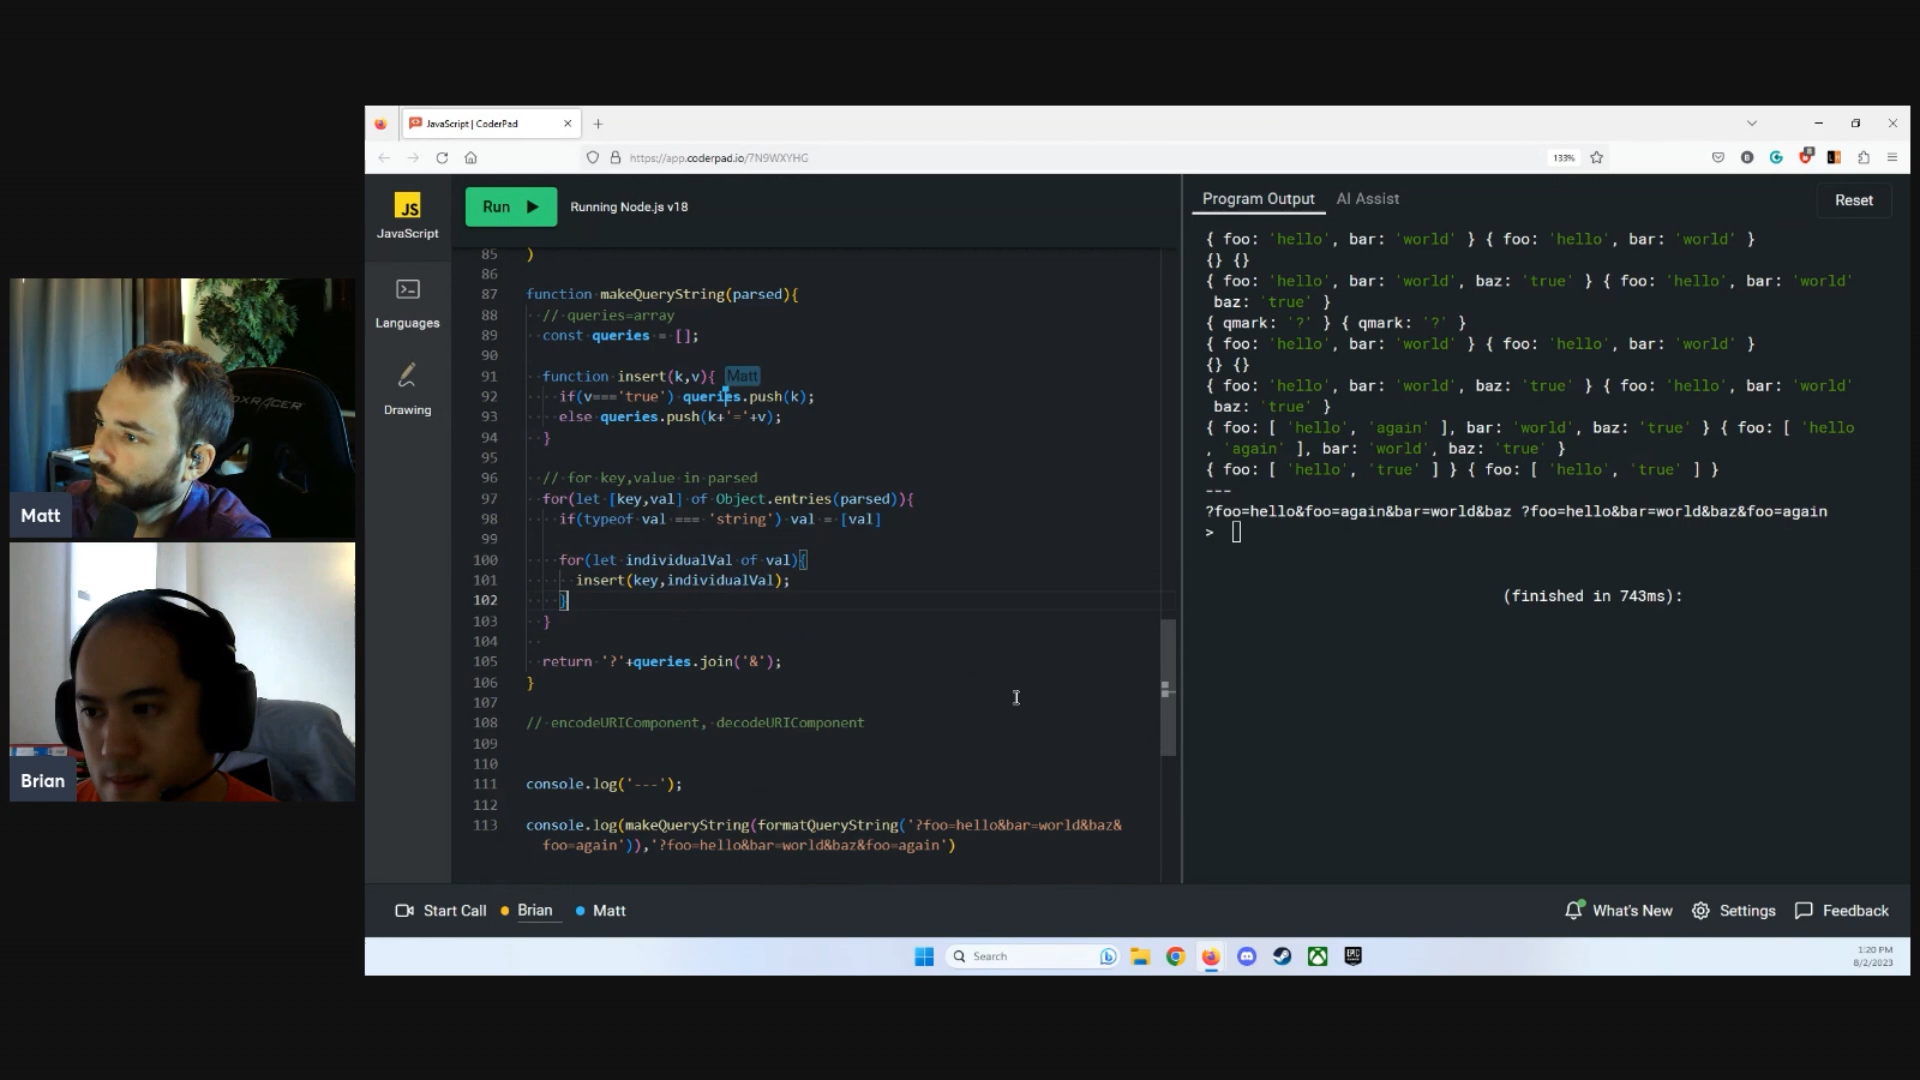 JavaScript | CoderPad
https://app.coderpad.io/7N9WXYHG
133%
JS
JavaScript
Languages
Drawing
Run
Running Node.js v18
85 )
86
87 function makeQueryString(parsed){
88 // queries=array
89 const queries = [];
90
91 function insert(k,v){ Matt
92 if(v==='true') queries.push(k);
93 else queries.push(k+'='+v);
94 }
95
96 // for key,value in parsed
97 for(let [key,val] of Object.entries(parsed)){
98 if(typeof val === 'string') val = [val]
99
100 for(let individualVal of val){
101 insert(key,individualVal);
102 }
103 }
104
105 return '?'+queries.join('&');
106 }
107
108 // encodeURIComponent, decodeURIComponent
109
110
111 console.log('---');
112
113 console.log(makeQueryString(formatQueryString('?foo=hello&bar=world&baz&
foo=again')),'?foo=hello&bar=world&baz&foo=again')
Program Output
AI Assist
Reset
{ foo: 'hello', bar: 'world' } { foo: 'hello', bar: 'world' }
{} {}
{ foo: 'hello', bar: 'world', baz: 'true' } { foo: 'hello', bar: 'world'
baz: 'true' }
{ qmark: '?' } { qmark: '?' }
{ foo: 'hello', bar: 'world' } { foo: 'hello', bar: 'world' }
{} {}
{ foo: 'hello', bar: 'world', baz: 'true' } { foo: 'hello', bar: 'world'
baz: 'true' }
{ foo: [ 'hello', 'again' ], bar: 'world', baz: 'true' } { foo: [ 'hello
, 'again' ], bar: 'world', baz: 'true' }
{ foo: [ 'hello', 'true' ] } { foo: [ 'hello', 'true' ] }
---
?foo=hello&foo=again&bar=world&baz ?foo=hello&bar=world&baz&foo=again
>
(finished in 743ms):
Matt
Brian
Start Call
Brian
Matt
What's New
Settings
Feedback
Search
1:20 PM
8/2/2023